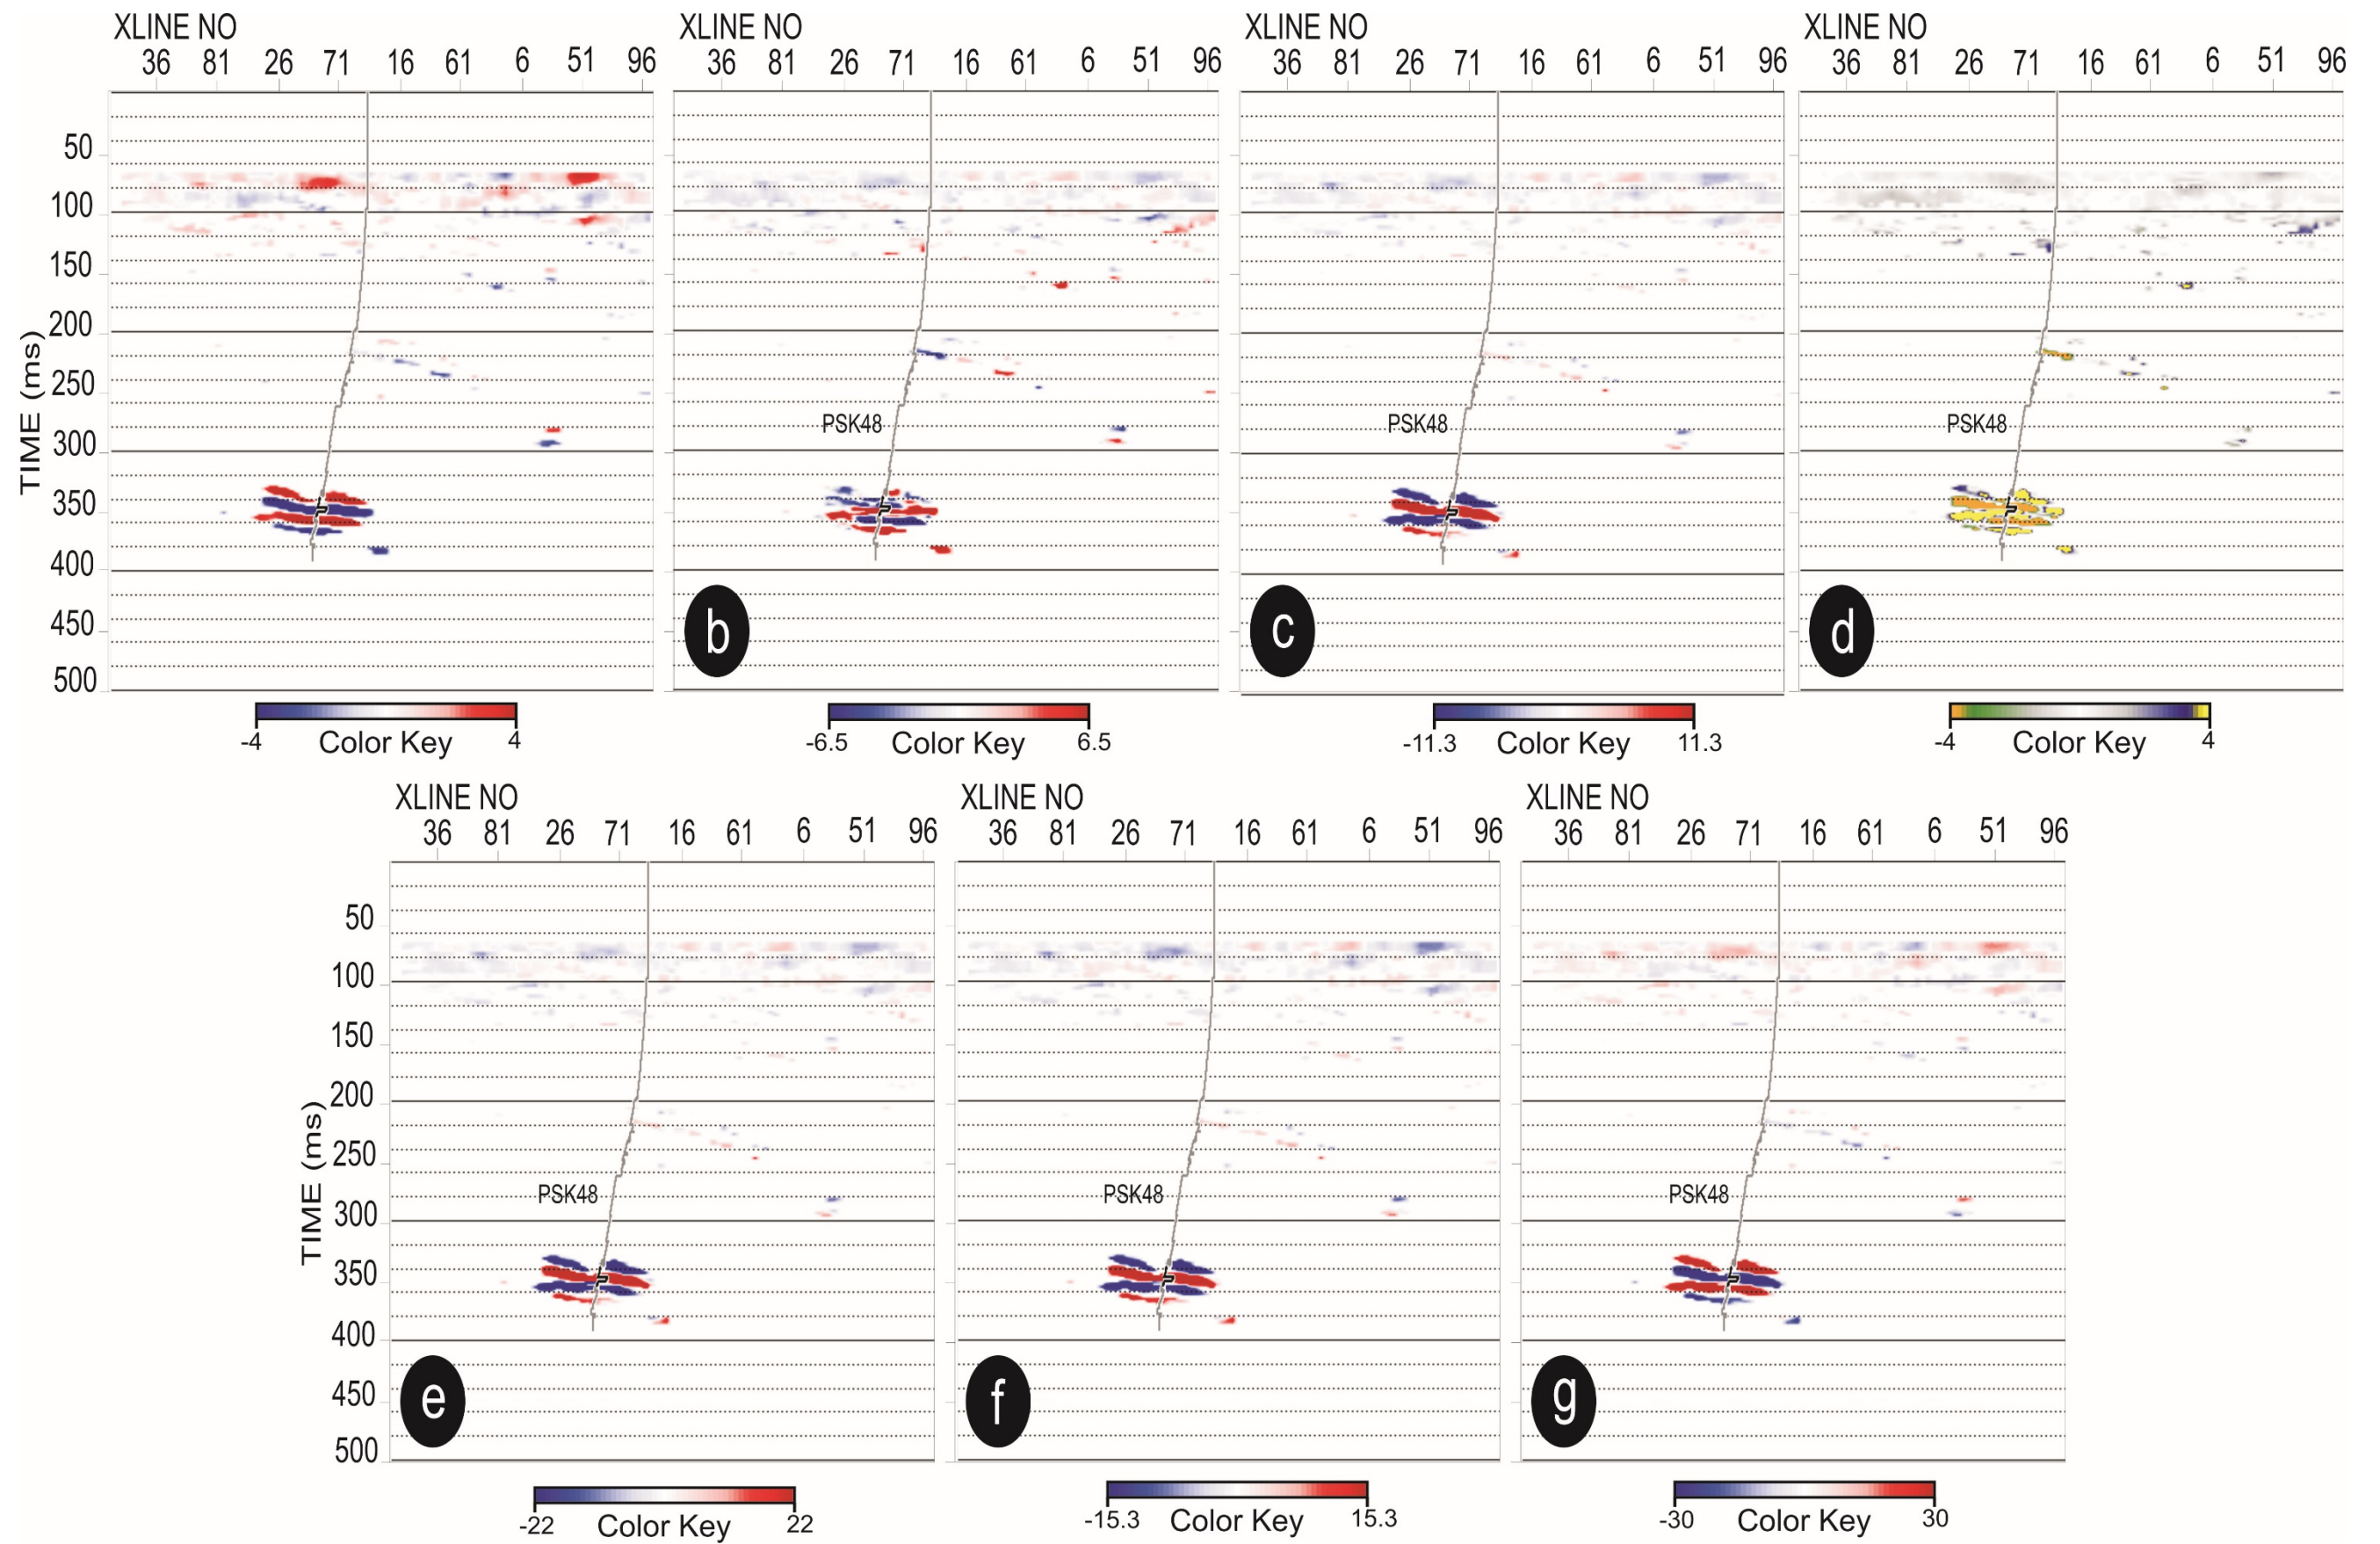 XLINE NO XLINE NO XLINE NO XLINE NO
36 81 26 71 16 61 6 51 96 36 81 26 71 16 61 6 51 96 36 81 26 71 16 61 6 51 96 36 81 26 71 16 61 6 51 96
TIME (ms)
50
100
150
200
250
PSK48 PSK48 PSK48
300
350
400
450
500
b c d
-4 Color Key 4 -6.5 Color Key 6.5 -11.3 Color Key 11.3 -4 Color Key 4
XLINE NO XLINE NO XLINE NO
36 81 26 71 16 61 6 51 96 36 81 26 71 16 61 6 51 96 36 81 26 71 16 61 6 51 96
TIME (ms)
50
100
150
200
250
PSK48 PSK48 PSK48
300
350
400
450
500
e f g
-22 Color Key 22 -15.3 Color Key 15.3 -30 Color Key 30